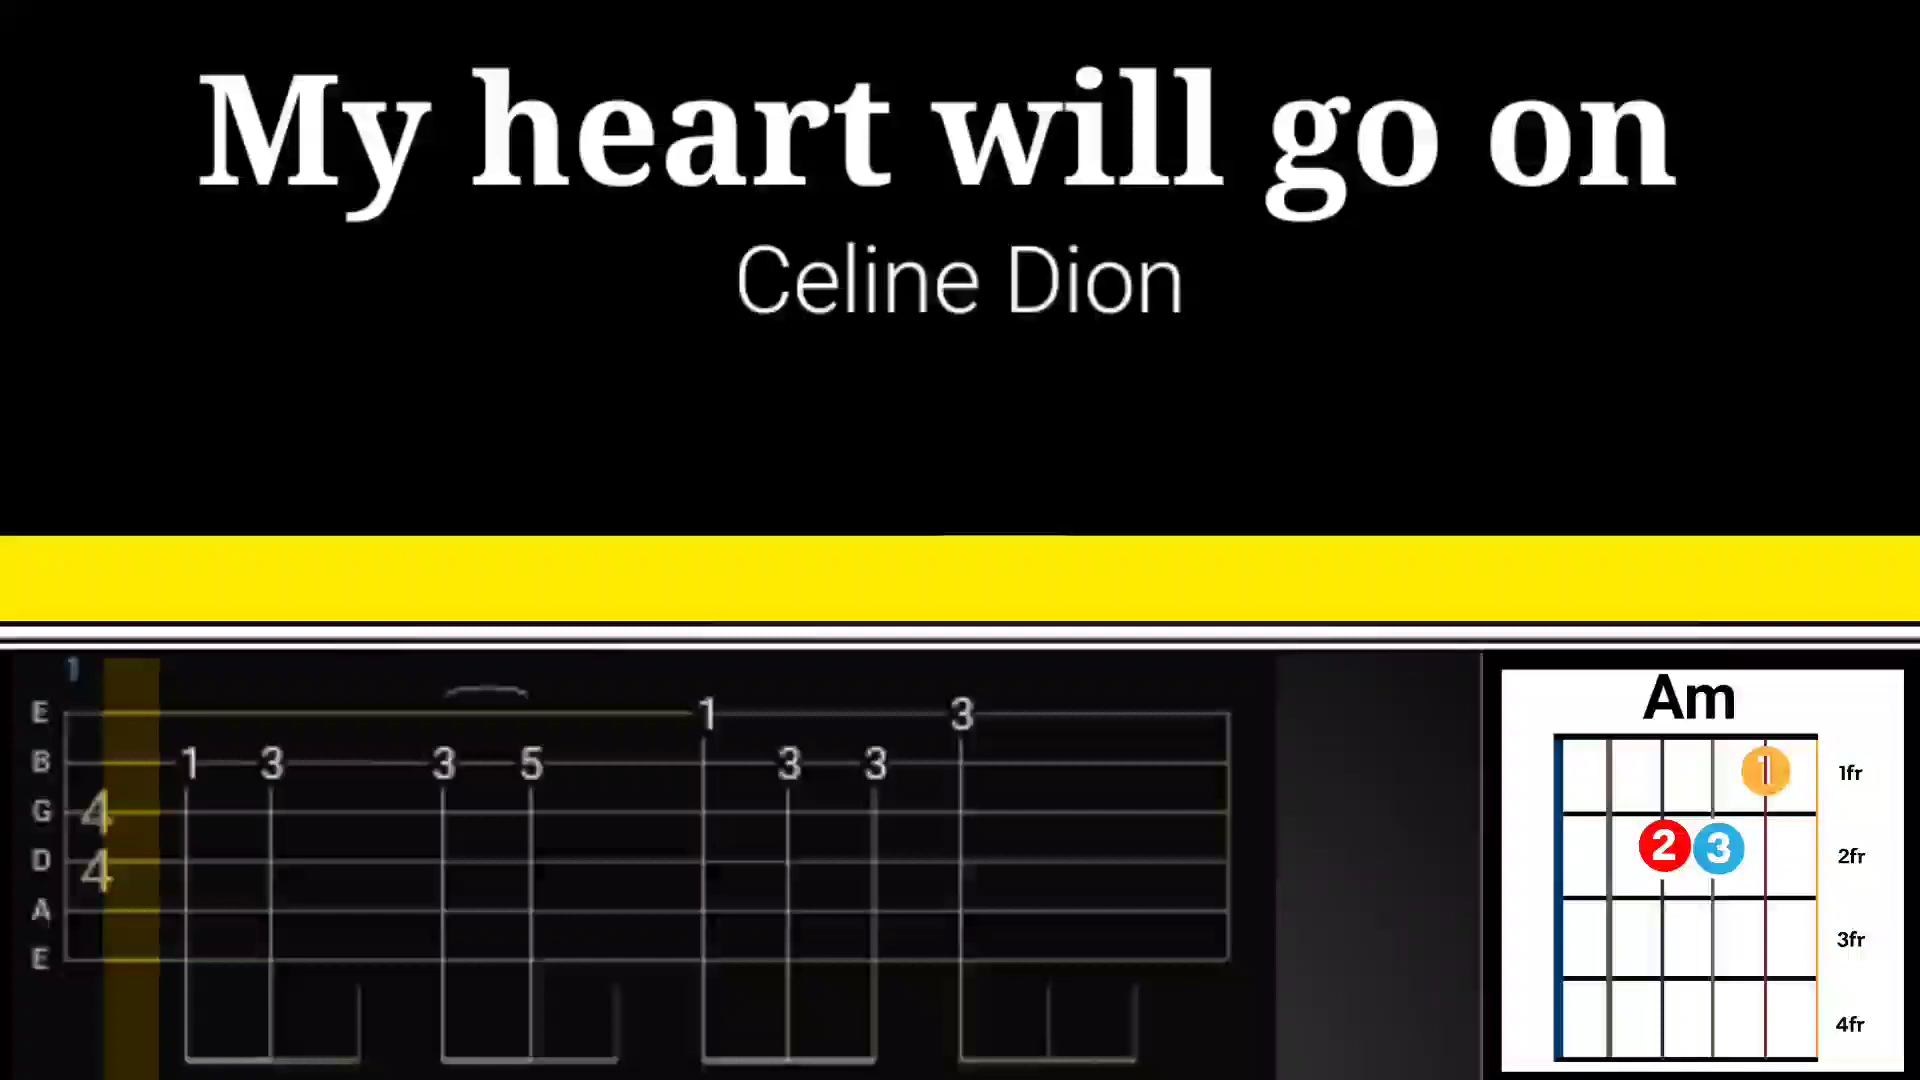 My heart will go on
Celine Dion
1
E 1 3
B 1 3 3 5 3 3
G 4
D 4
A
E
Am
1 1fr
2 3 2fr
3fr
4fr